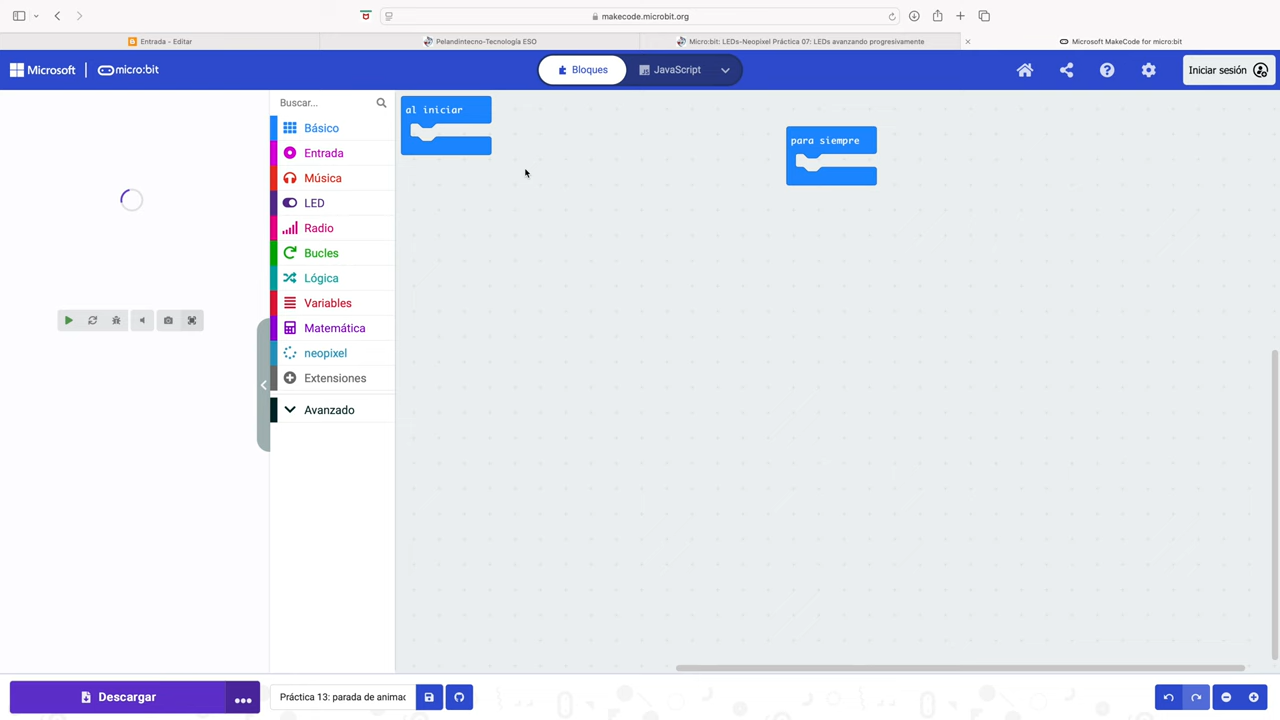 makecode.microbit.org
Entrada - Editar
Pelandintecno-Tecnología ESO
Micro:bit: LEDs-Neopixel Práctica 07: LEDs avanzando progresivamente
Microsoft MakeCode for micro:bit
Microsoft
micro:bit
Bloques
JavaScript
Iniciar sesión
Buscar...
Básico
Entrada
Música
LED
Radio
Bucles
Lógica
Variables
Matemática
neopixel
Extensiones
Avanzado
al iniciar
para siempre
Descargar
Práctica 13: parada de animac